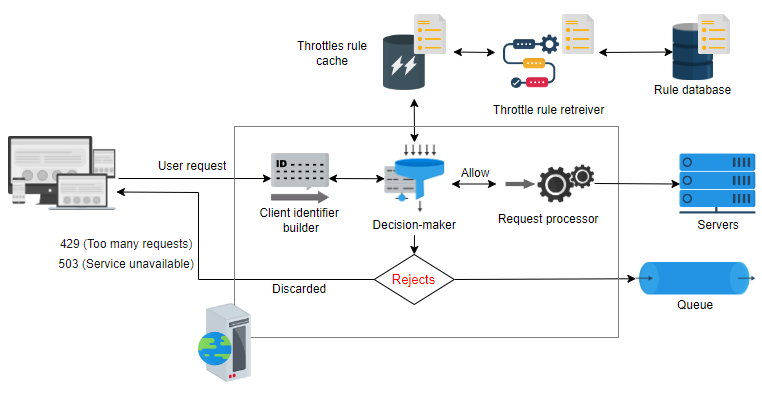 Throttles rule
cache
Throttle rule retreiver
Rule database
User request
ID
Client identifier
builder
Decision-maker
Allow
Request processor
Servers
429 (Too many requests)
503 (Service unavailable)
Discarded
Rejects
Queue